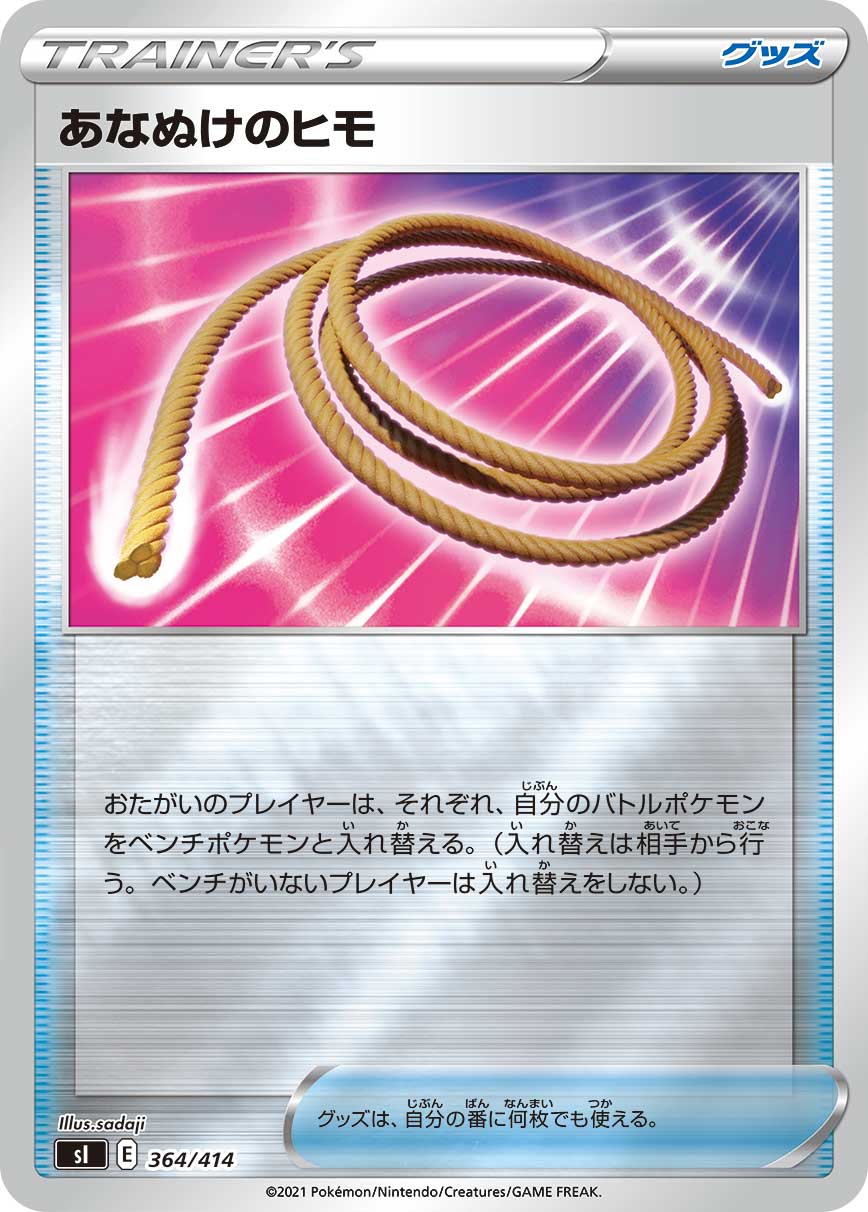 TRAINER'S
グッズ
あなぬけのヒモ
おたがいのプレイヤーは、それぞれ、自分のバトルポケモン
をベンチポケモンと入れ替える。（入れ替えは相手から行
う。ベンチがいないプレイヤーは入れ替えをしない。）
グッズは、自分の番に何枚でも使える。
Illus.sadaji
sI E 364/414
©2021 Pokémon/Nintendo/Creatures/GAME FREAK.